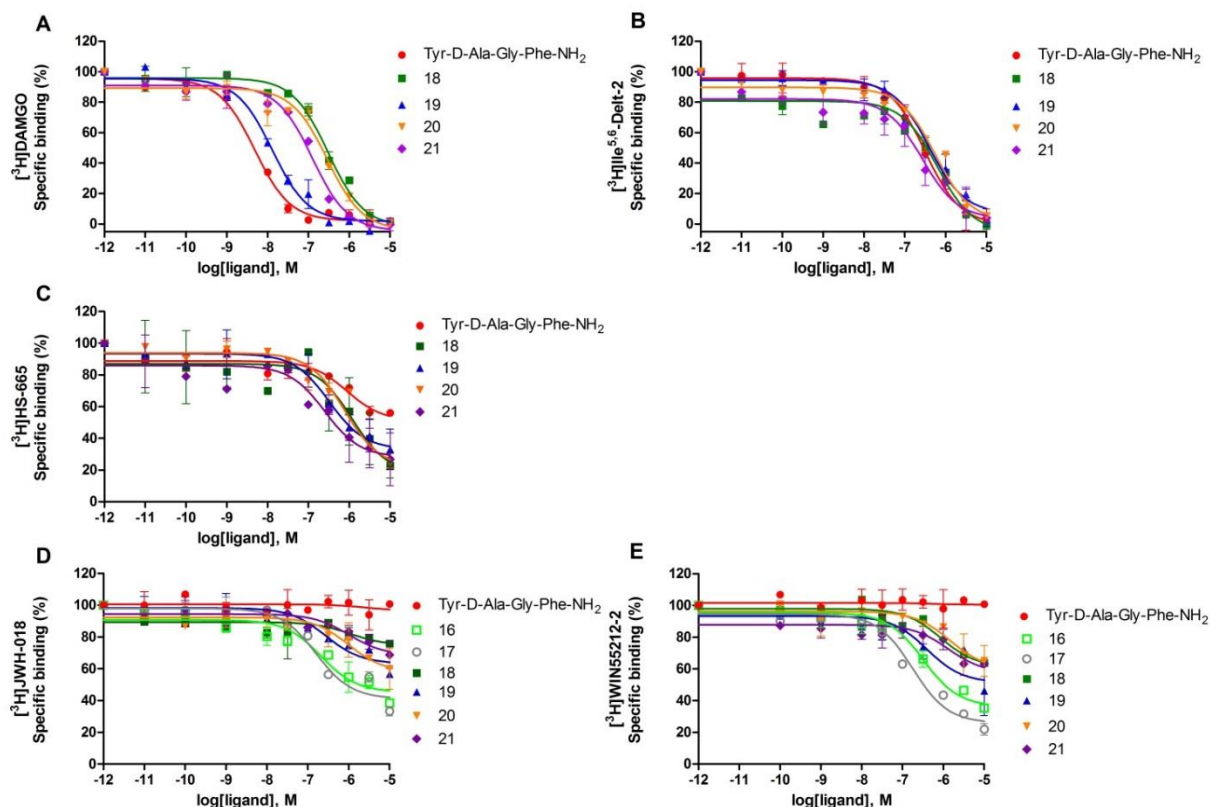 A
[³H]DAMGO
Specific binding (%)
120
100
80
60
40
20
0
-12 -11 -10 -9 -8 -7 -6 -5
log[ligand], M
Tyr-D-Ala-Gly-Phe-NH₂
18
19
20
21
B
[³H]Ile⁵,⁶-Delt-2
Specific binding (%)
120
100
80
60
40
20
0
-12 -11 -10 -9 -8 -7 -6 -5
log[ligand], M
Tyr-D-Ala-Gly-Phe-NH₂
18
19
20
21
C
[³H]HS-665
Specific binding (%)
120
100
80
60
40
20
0
-12 -11 -10 -9 -8 -7 -6 -5
log[ligand], M
Tyr-D-Ala-Gly-Phe-NH₂
18
19
20
21
D
[³H]JWH-018
Specific binding (%)
120
100
80
60
40
20
0
-12 -11 -10 -9 -8 -7 -6 -5
log[ligand], M
Tyr-D-Ala-Gly-Phe-NH₂
16
17
18
19
20
21
E
[³H]WIN55212-2
Specific binding (%)
120
100
80
60
40
20
0
-12 -11 -10 -9 -8 -7 -6 -5
log[ligand], M
Tyr-D-Ala-Gly-Phe-NH₂
16
17
18
19
20
21